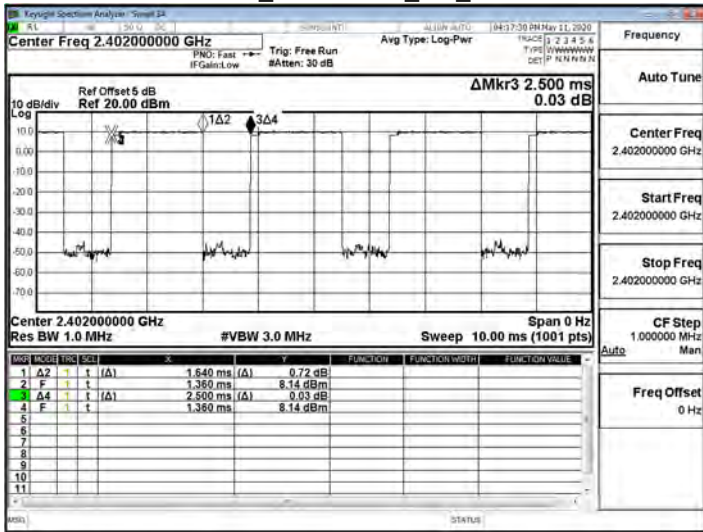 Keysight Spectrum Analyzer - Swept SA
RL 50 Ω DC SENSE:INT ALIGN AUTO 04:17:30 PM May 11, 2020
Center Freq 2.402000000 GHz
PNO: Fast
IFGain:Low
Trig: Free Run
#Atten: 30 dB
Avg Type: Log-Pwr
TRACE 1 2 3 4 5 6
TYPE WWWWWW
DET P N N N N N
Ref Offset 5 dB
10 dB/div Ref 20.00 dBm
ΔMkr3 2.500 ms
0.03 dB
Log
1Δ2
3Δ4
10.0
0.00
-10.0
-20.0
-30.0
-40.0
-50.0
-60.0
-70.0
Center 2.402000000 GHz Span 0 Hz
Res BW 1.0 MHz #VBW 3.0 MHz Sweep 10.00 ms (1001 pts)
MKR MODE TRC SCL X Y FUNCTION FUNCTION WIDTH FUNCTION VALUE
1 Δ2 1 t (Δ) 1.640 ms (Δ) 0.72 dB
2 F 1 t 1.360 ms 8.14 dBm
3 Δ4 1 t (Δ) 2.500 ms (Δ) 0.03 dB
4 F 1 t 1.360 ms 8.14 dBm
5
6
7
8
9
10
11
MSG STATUS
Frequency
Auto Tune
Center Freq
2.402000000 GHz
Start Freq
2.402000000 GHz
Stop Freq
2.402000000 GHz
CF Step
1.000000 MHz
Auto Man
Freq Offset
0 Hz